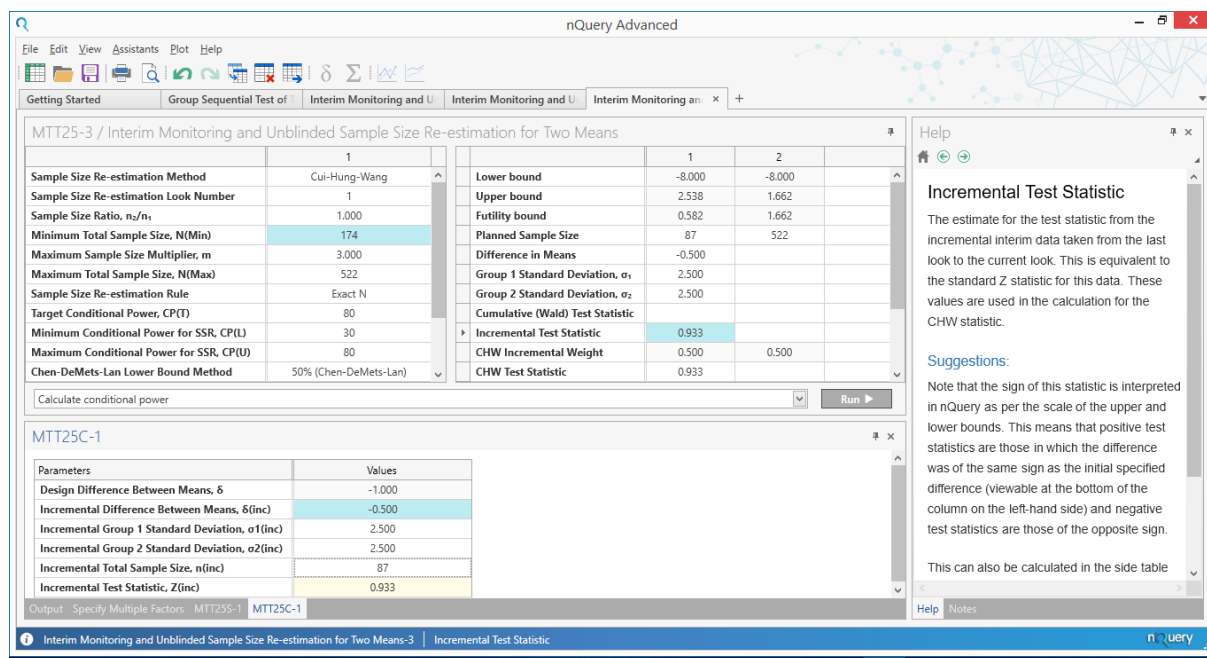 nQuery Advanced
File Edit View Assistants Plot Help
Getting Started Group Sequential Test of Interim Monitoring and U Interim Monitoring and U Interim Monitoring an × +
MTT25-3 / Interim Monitoring and Unblinded Sample Size Re-estimation for Two Means
1
Sample Size Re-estimation Method Cui-Hung-Wang
Sample Size Re-estimation Look Number 1
Sample Size Ratio, n₂/n₁ 1.000
Minimum Total Sample Size, N(Min) 174
Maximum Sample Size Multiplier, m 3.000
Maximum Total Sample Size, N(Max) 522
Sample Size Re-estimation Rule Exact N
Target Conditional Power, CP(T) 80
Minimum Conditional Power for SSR, CP(L) 30
Maximum Conditional Power for SSR, CP(U) 80
Chen-DeMets-Lan Lower Bound Method 50% (Chen-DeMets-Lan)
1 2
Lower bound -8.000 -8.000
Upper bound 2.538 1.662
Futility bound 0.582 1.662
Planned Sample Size 87 522
Difference in Means -0.500
Group 1 Standard Deviation, σ₁ 2.500
Group 2 Standard Deviation, σ₂ 2.500
Cumulative (Wald) Test Statistic
Incremental Test Statistic 0.933
CHW Incremental Weight 0.500 0.500
CHW Test Statistic 0.933
Calculate conditional power Run
MTT25C-1
Parameters Values
Design Difference Between Means, δ -1.000
Incremental Difference Between Means, δ(inc) -0.500
Incremental Group 1 Standard Deviation, σ1(inc) 2.500
Incremental Group 2 Standard Deviation, σ2(inc) 2.500
Incremental Total Sample Size, n(inc) 87
Incremental Test Statistic, Z(inc) 0.933
Output Specify Multiple Factors MTT25S-1 MTT25C-1
Help
Incremental Test Statistic
The estimate for the test statistic from the
incremental interim data taken from the last
look to the current look. This is equivalent to
the standard Z statistic for this data. These
values are used in the calculation for the
CHW statistic.
Suggestions:
Note that the sign of this statistic is interpreted
in nQuery as per the scale of the upper and
lower bounds. This means that positive test
statistics are those in which the difference
was of the same sign as the initial specified
difference (viewable at the bottom of the
column on the left-hand side) and negative
test statistics are those of the opposite sign.
This can also be calculated in the side table
Help Notes
Interim Monitoring and Unblinded Sample Size Re-estimation for Two Means-3 Incremental Test Statistic
nQuery